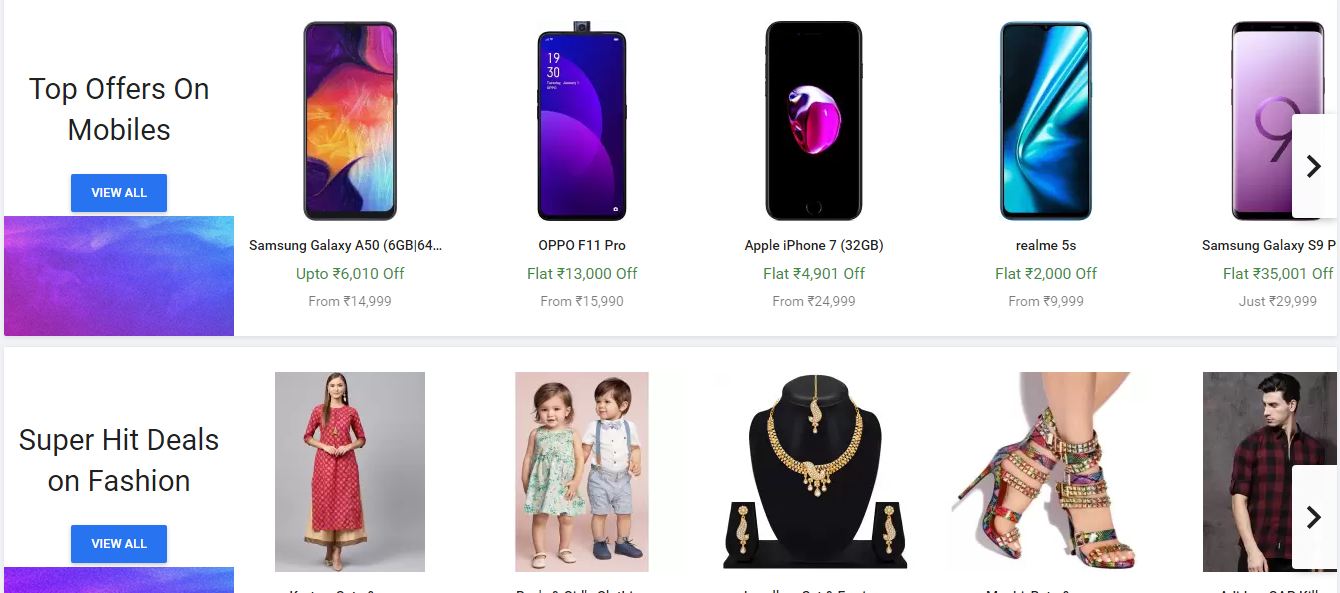 Top Offers On
Mobiles
VIEW ALL
19
30
Samsung Galaxy A50 (6GB|64...
Upto ₹6,010 Off
From ₹14,999
OPPO F11 Pro
Flat ₹13,000 Off
From ₹15,990
Apple iPhone 7 (32GB)
Flat ₹4,901 Off
From ₹24,999
realme 5s
Flat ₹2,000 Off
From ₹9,999
9
Samsung Galaxy S9 P
Flat ₹35,001 Off
Just ₹29,999
Super Hit Deals
on Fashion
VIEW ALL